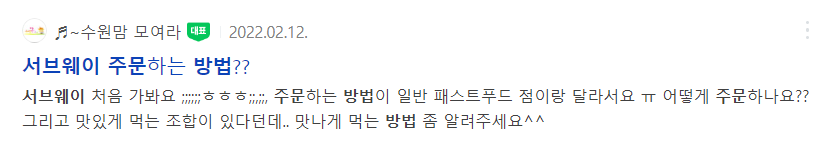 ♬~수원맘 모여라 대표 2022.02.12.
서브웨이 주문하는 방법??
서브웨이 처음 가봐요 ;;;;;;ㅎㅎㅎ;;,;;, 주문하는 방법이 일반 패스트푸드 점이랑 달라서요 ㅠ 어떻게 주문하나요??
그리고 맛있게 먹는 조합이 있다던데.. 맛나게 먹는 방법 좀 알려주세요^^